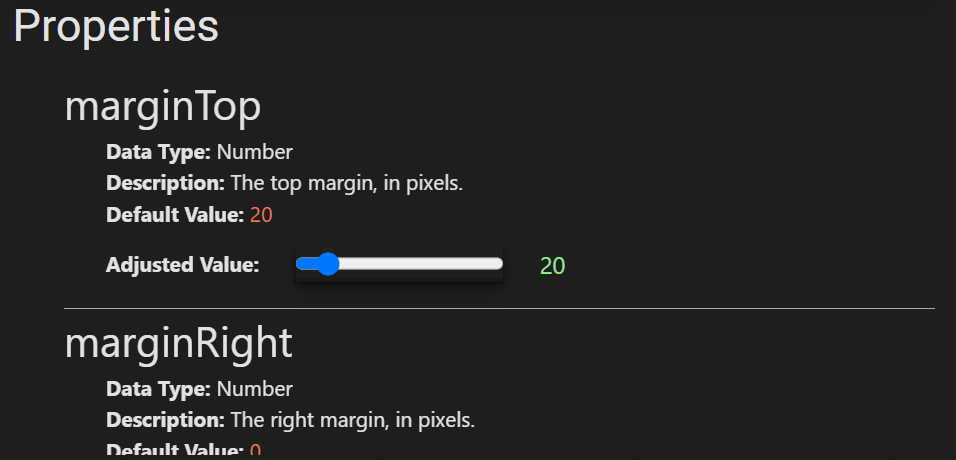 Properties
marginTop
Data Type: Number
Description: The top margin, in pixels.
Default Value: 20
Adjusted Value: 20
marginRight
Data Type: Number
Description: The right margin, in pixels.
Default Value: 0